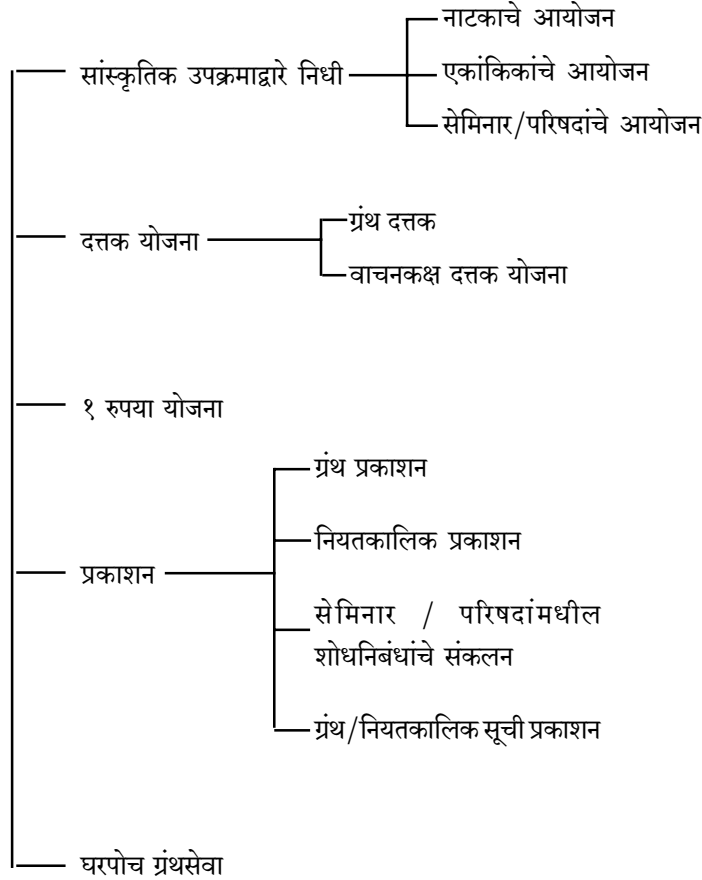 नाटकाचे आयोजन
सांस्कृतिक उपक्रमाद्वारे निधी
एकांकिकांचे आयोजन
सेमिनार/परिषदांचे आयोजन
ग्रंथ दत्तक
दत्तक योजना
वाचनकक्ष दत्तक योजना
१ रुपया योजना
ग्रंथ प्रकाशन
नियतकालिक प्रकाशन
प्रकाशन
सेमिनार / परिषदांमधील
शोधनिबंधांचे संकलन
ग्रंथ/नियतकालिक सूची प्रकाशन
घरपोच ग्रंथसेवा